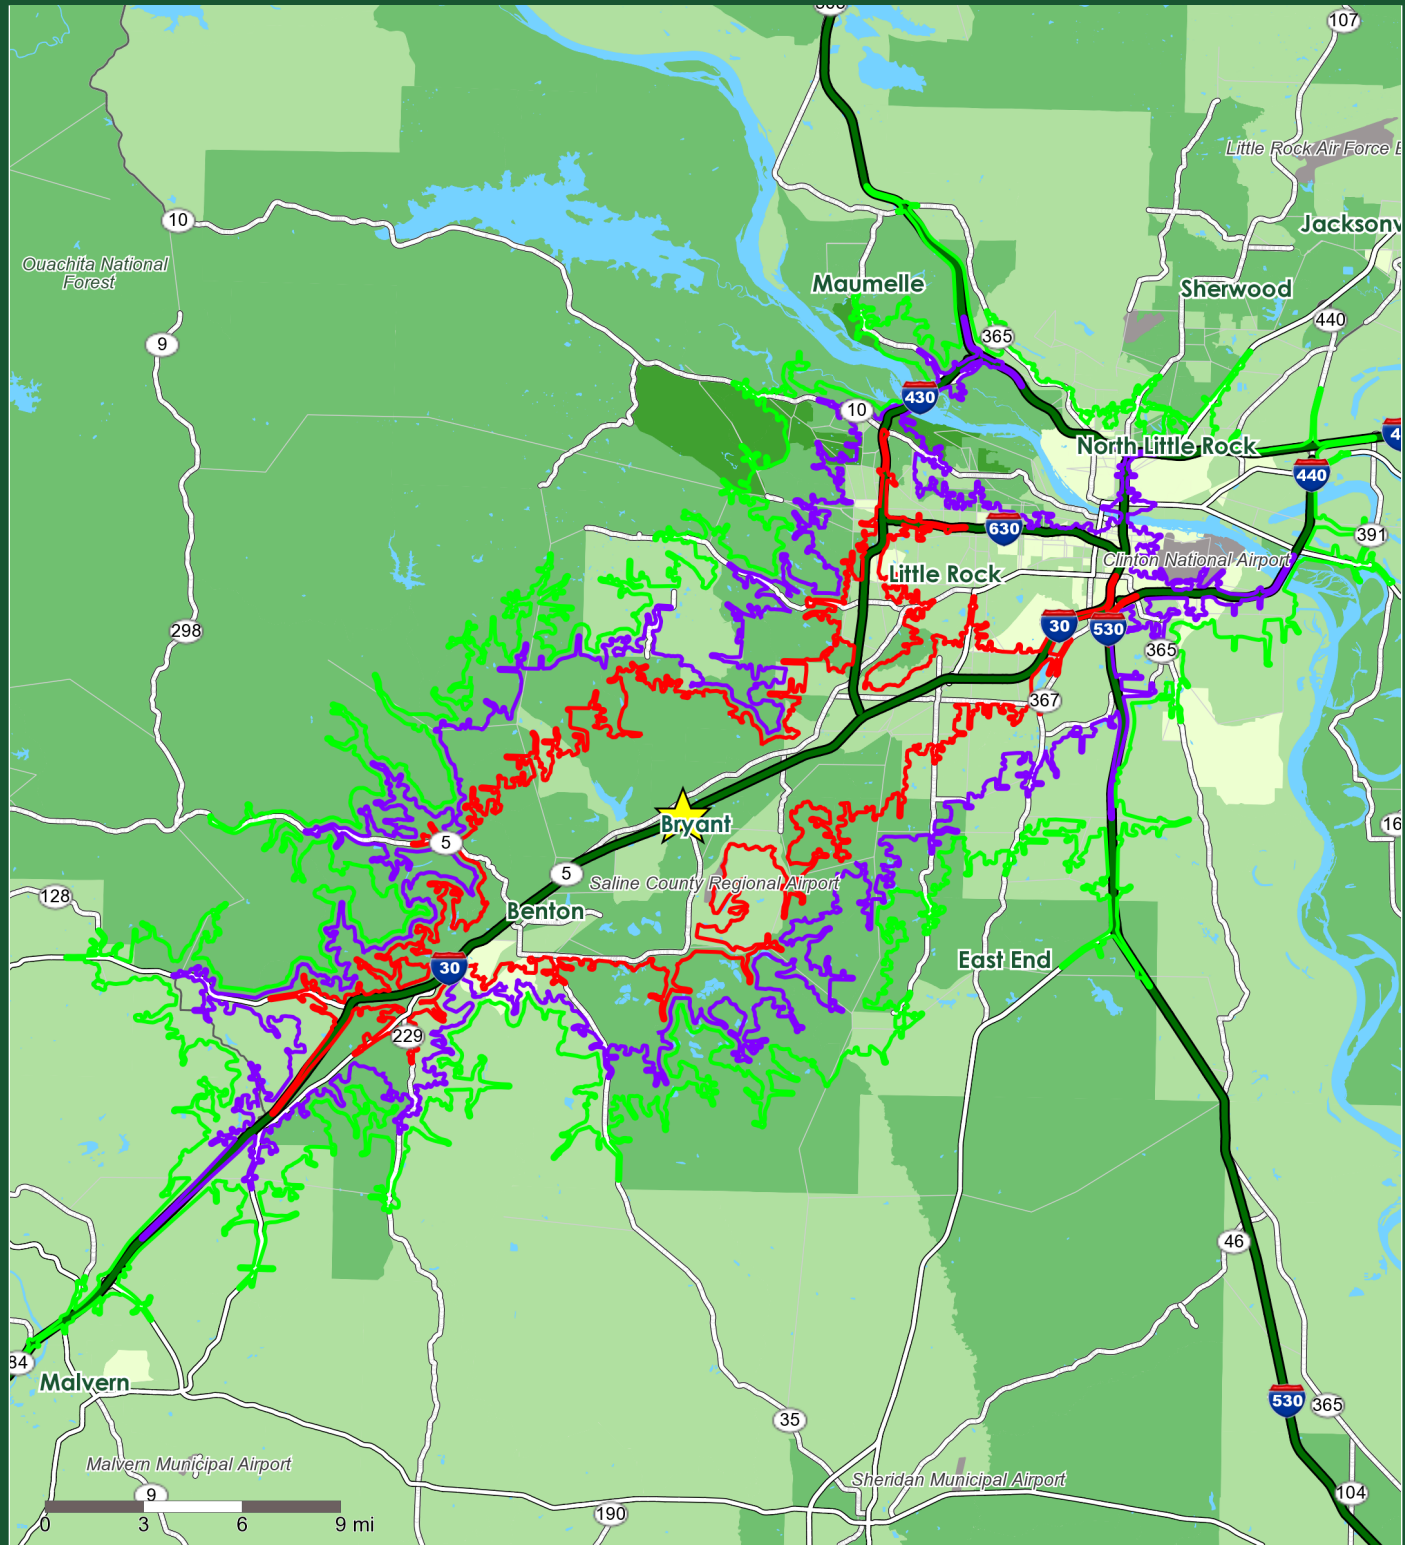 107
Little Rock Air Force
10
Jacksonv
Ouachita National
Forest
Maumelle
Sherwood
440
9
365
430
10
North Little Rock
440
630
391
Clinton National Airport
Little Rock
30
530
298
365
367
Bryant
16
5
5
Saline County Regional Airport
128
Benton
East End
30
229
46
84
Malvern
530
365
35
Malvern Municipal Airport
Sheridan Municipal Airport
9
104
190
0 3 6 9 mi